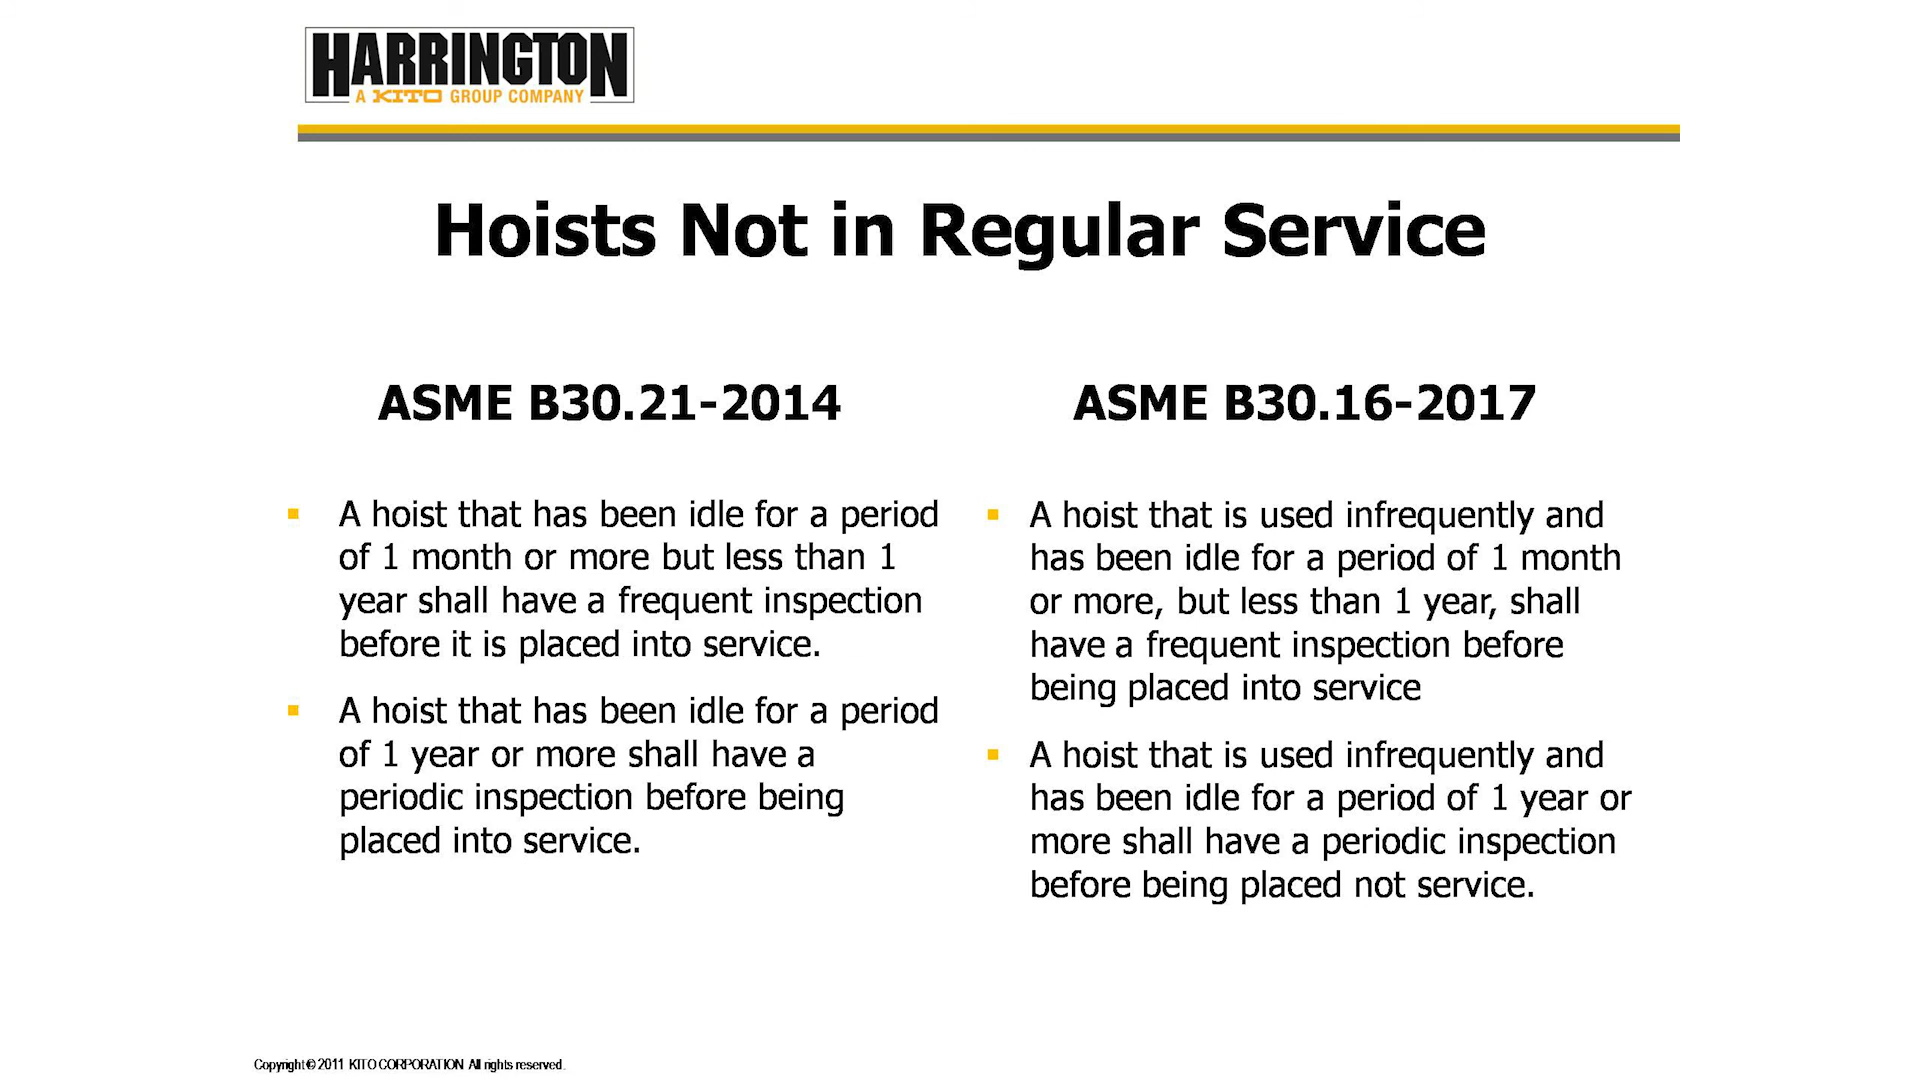 HARRINGTON
A KITO GROUP COMPANY
Hoists Not in Regular Service
ASME B30.21-2014
A hoist that has been idle for a period
of 1 month or more but less than 1
year shall have a frequent inspection
before it is placed into service.
A hoist that has been idle for a period
of 1 year or more shall have a
periodic inspection before being
placed into service.
ASME B30.16-2017
A hoist that is used infrequently and
has been idle for a period of 1 month
or more, but less than 1 year, shall
have a frequent inspection before
being placed into service
A hoist that is used infrequently and
has been idle for a period of 1 year or
more shall have a periodic inspection
before being placed not service.
Copyright © 2011 KITO CORPORATION All rights reserved.